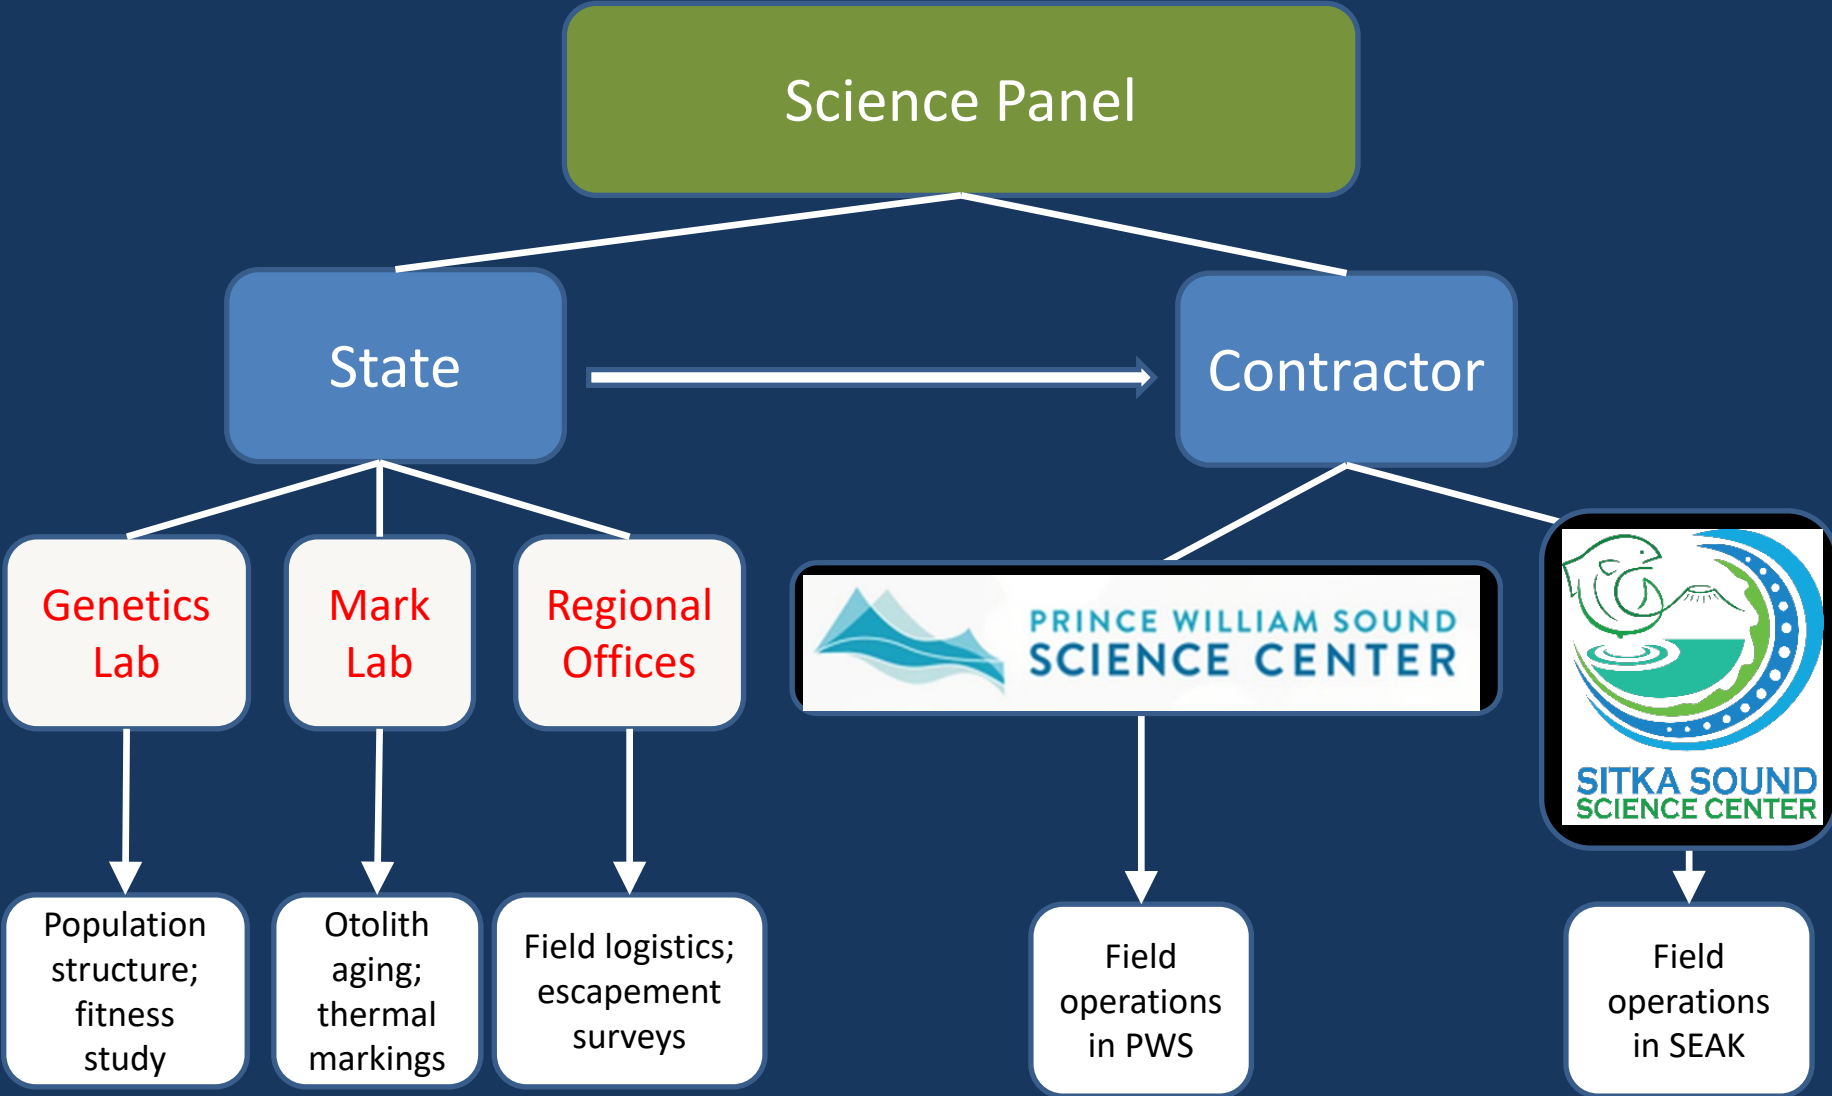 Science Panel
State
Contractor
Genetics
Lab
Mark
Lab
Regional
Offices
PRINCE WILLIAM SOUND
SCIENCE CENTER
SITKA SOUND
SCIENCE CENTER
Population
structure;
fitness
study
Otolith
aging;
thermal
markings
Field logistics;
escapement
surveys
Field
operations
in PWS
Field
operations
in SEAK